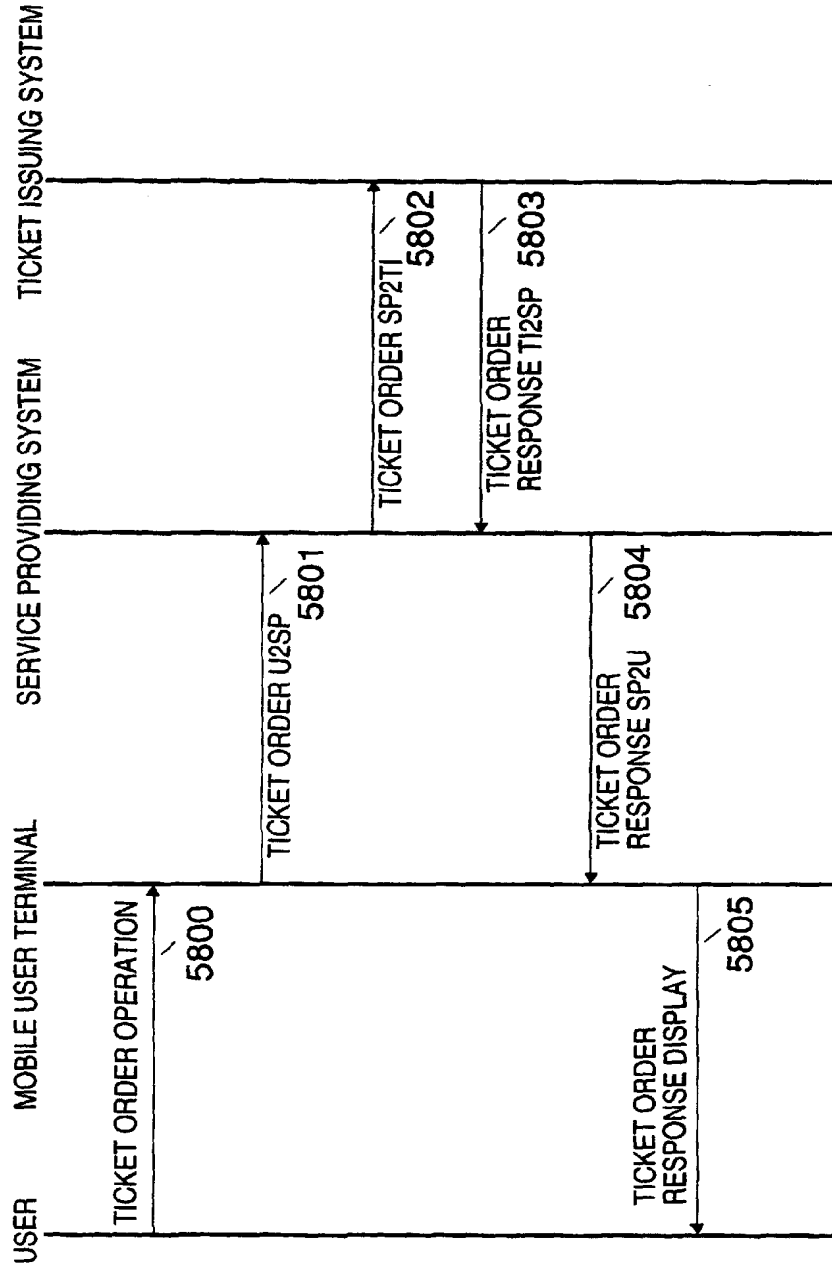 USER
MOBILE USER TERMINAL
SERVICE PROVIDING SYSTEM
TICKET ISSUING SYSTEM
TICKET ORDER OPERATION
5800
TICKET ORDER U2SP
5801
TICKET ORDER SP2TI
5802
TICKET ORDER
RESPONSE TI2SP
5803
TICKET ORDER
RESPONSE SP2U
5804
TICKET ORDER
RESPONSE DISPLAY
5805